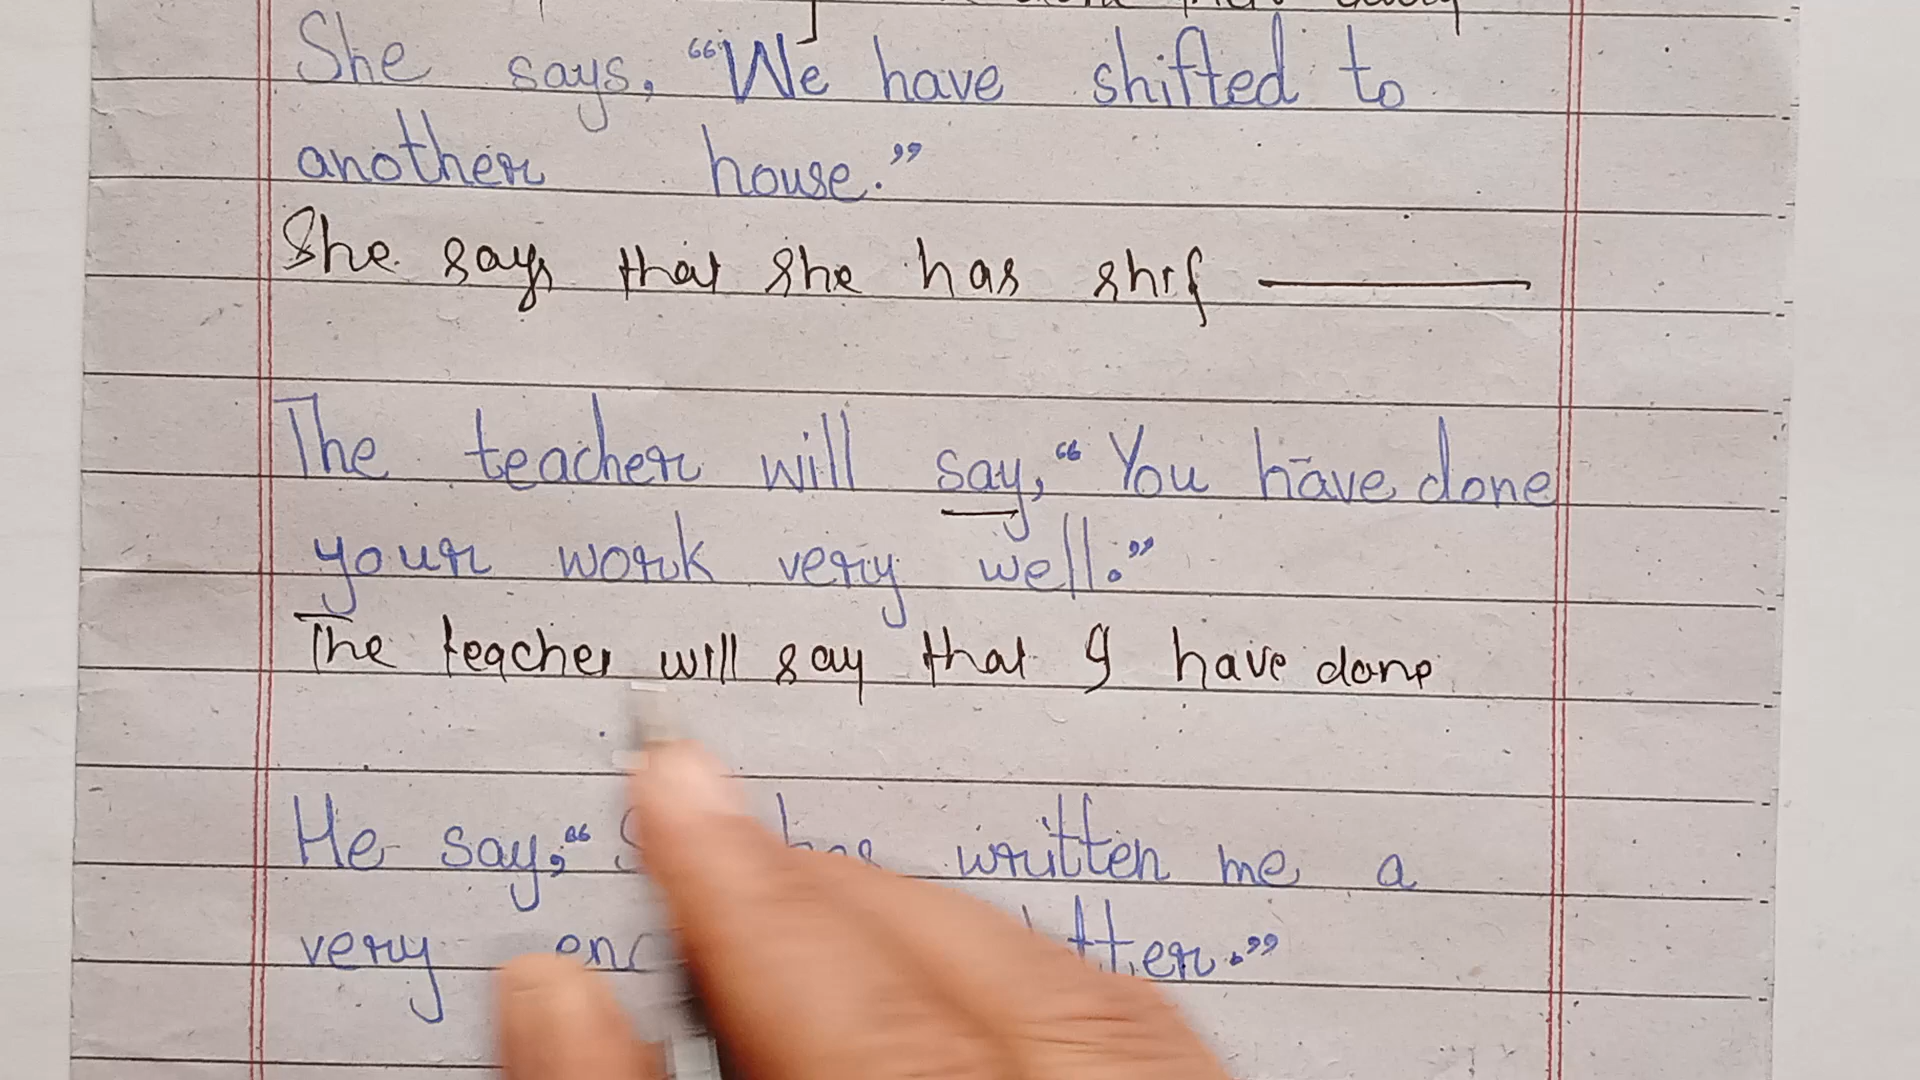 She says, “We have shifted to
another house.”
She says that she has shif
The teacher will say, “You have done
your work very well.”
The teacher will say that I have done
He say, “ written me a
very